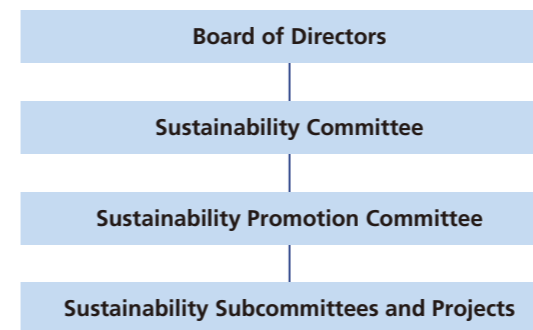 Board of Directors
Sustainability Committee
Sustainability Promotion Committee
Sustainability Subcommittees and Projects